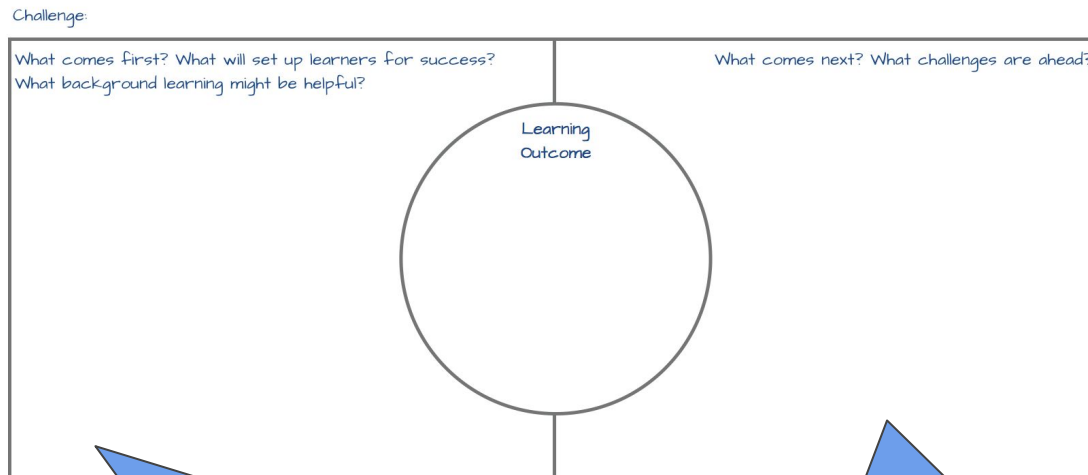 Challenge:
What comes first? What will set up learners for success?
What background learning might be helpful?
What comes next? What challenges are ahead?
Learning
Outcome